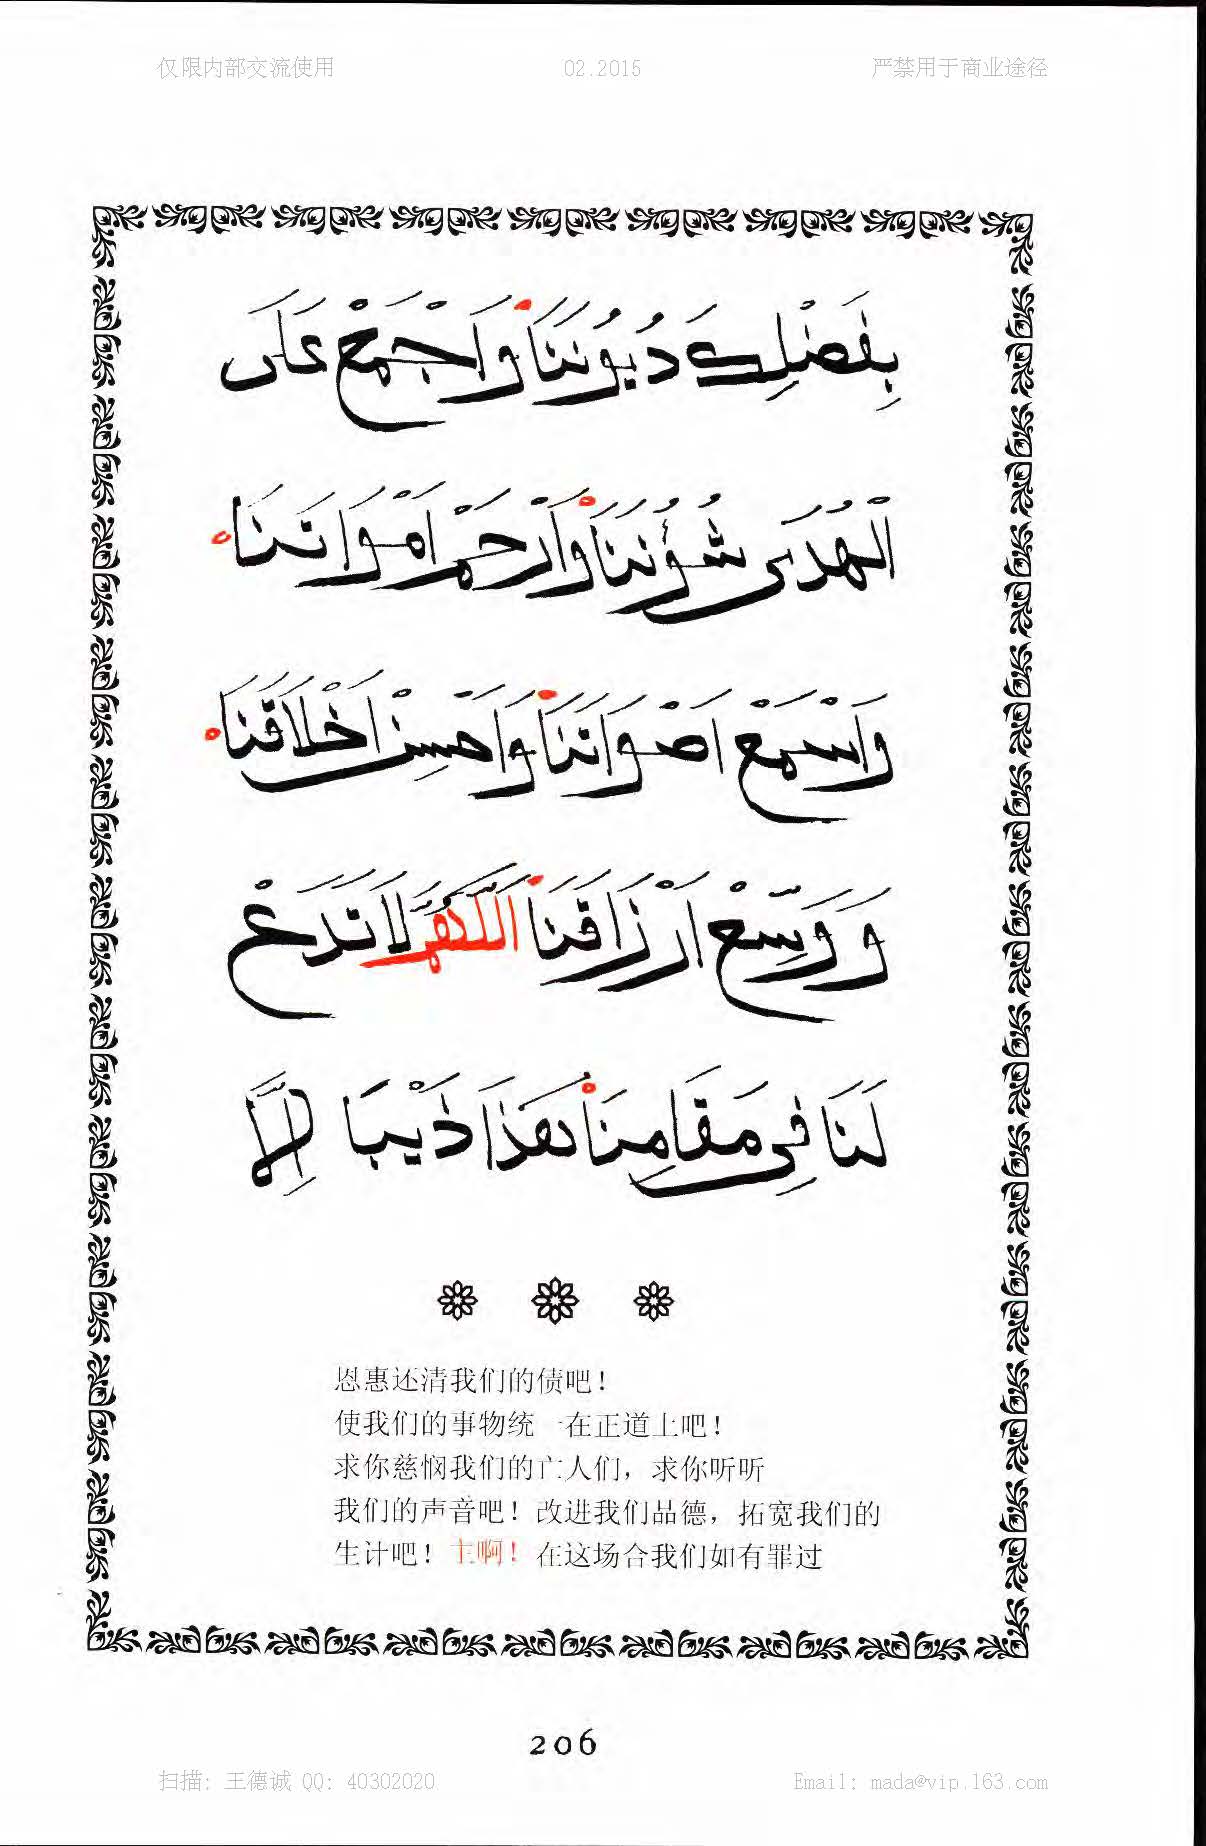 仅限内部交流使用 02.2015 严禁用于商业途径
بِفَضْلِكَ دُيُونَنَا وَاجْمَعْ عَلَى
الْهُدَى شُؤُنَنَا وَارْحَمْ اَمْوَاتَنَا
وَاسْمَعْ اَصْوَاتَنَا وَاحْسِنْ اَخْلَاقَنَا
وَ وَسِّعْ اَرْزَاقَنَا اَللَّهُمَّ لَا تَدَعْ
لَنَا فِى مَقَامِنَا هَذَا ذَنْبًا اِلَّا
恩惠还清我们的债吧！
使我们的事物统一在正道上吧！
求你慈悯我们的亡人们，求你听听
我们的声音吧！改进我们品德，拓宽我们的
生计吧！主啊！在这场合我们如有罪过
206
扫描: 王德诚 QQ: 40302020 Email: mada@vip.163.com